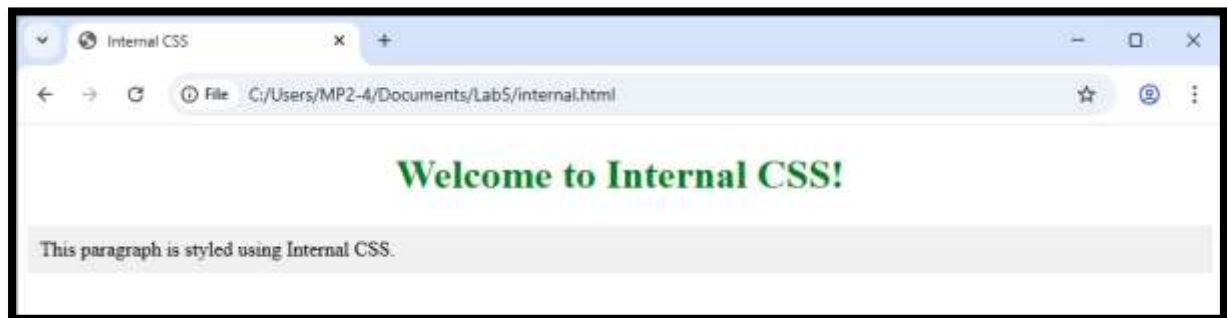 Internal CSS
File C:/Users/MP2-4/Documents/Lab5/internal.html
Welcome to Internal CSS!
This paragraph is styled using Internal CSS.